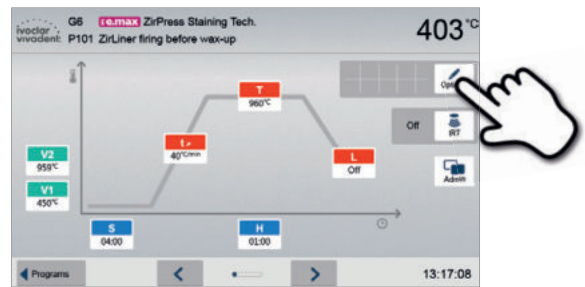 ivoclar vivadent:
G6 IPS e.max ZirPress Staining Tech.
P101 ZirLiner firing before wax-up
403°C
T
960°C
Off
IRT
t↗
40°C/min
L
Off
Admin
V2
959°C
V1
450°C
S
04:00
H
01:00
Programs
13:17:08